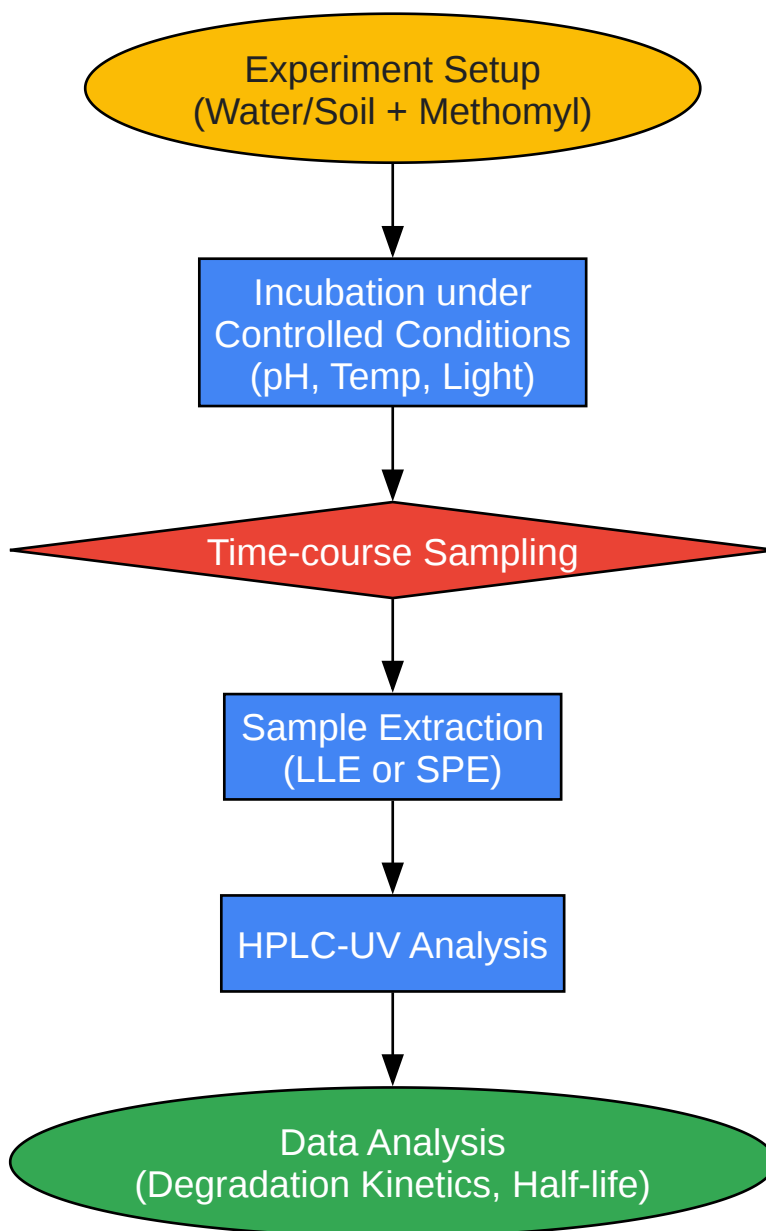 Experiment Setup
(Water/Soil + Methomyl)
Incubation under
Controlled Conditions
(pH, Temp, Light)
Time-course Sampling
Sample Extraction
(LLE or SPE)
HPLC-UV Analysis
Data Analysis
(Degradation Kinetics, Half-life)